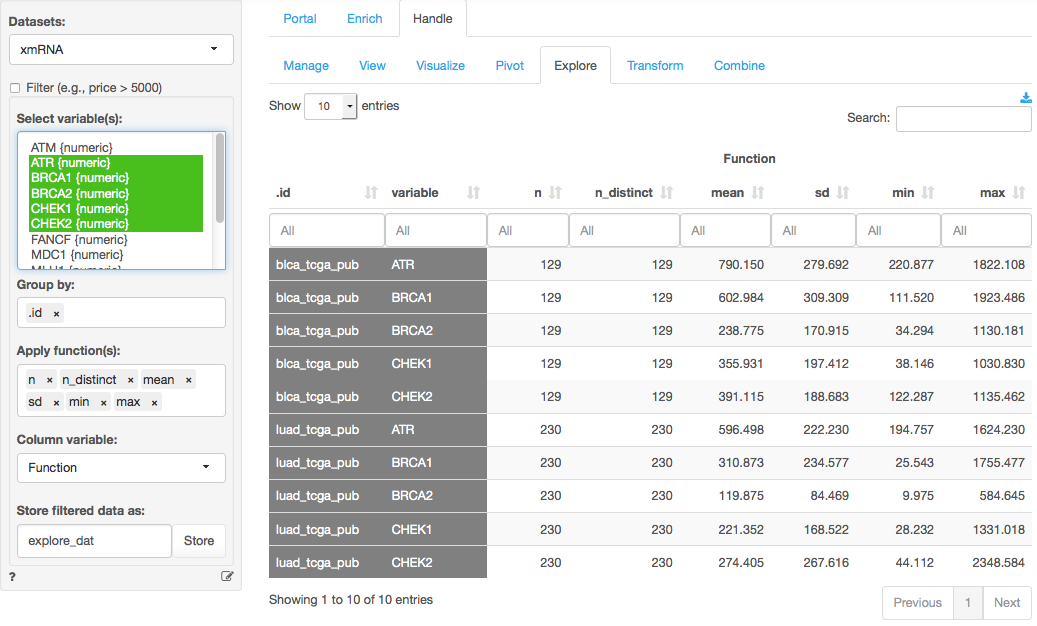 Datasets:
xmRNA
Filter (e.g., price > 5000)
Select variable(s):
ATM {numeric}
ATR {numeric}
BRCA1 {numeric}
BRCA2 {numeric}
CHEK1 {numeric}
CHEK2 {numeric}
FANCF {numeric}
MDC1 {numeric}
MLH1 {numeric}
Group by:
.id ×
Apply function(s):
n × n_distinct × mean ×
sd × min × max ×
Column variable:
Function
Store filtered data as:
explore_dat Store
?
Portal Enrich Handle
Manage View Visualize Pivot Explore Transform Combine
Show 10 entries
Search:
Function
.id variable n n_distinct mean sd min max
All All All All All All All All
blca_tcga_pub ATR 129 129 790.150 279.692 220.877 1822.108
blca_tcga_pub BRCA1 129 129 602.984 309.309 111.520 1923.486
blca_tcga_pub BRCA2 129 129 238.775 170.915 34.294 1130.181
blca_tcga_pub CHEK1 129 129 355.931 197.412 38.146 1030.830
blca_tcga_pub CHEK2 129 129 391.115 188.683 122.287 1135.462
luad_tcga_pub ATR 230 230 596.498 222.230 194.757 1624.230
luad_tcga_pub BRCA1 230 230 310.873 234.577 25.543 1755.477
luad_tcga_pub BRCA2 230 230 119.875 84.469 9.975 584.645
luad_tcga_pub CHEK1 230 230 221.352 168.522 28.232 1331.018
luad_tcga_pub CHEK2 230 230 274.405 267.616 44.112 2348.584
Showing 1 to 10 of 10 entries
Previous 1 Next